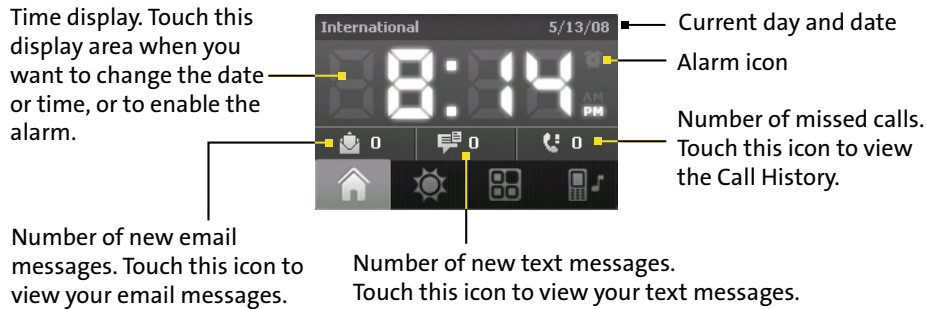 Time display. Touch this
display area when you
want to change the date
or time, or to enable the
alarm.
International 5/13/08
8:14
AM
PM
0 0 0
Current day and date
Alarm icon
Number of missed calls.
Touch this icon to view
the Call History.
Number of new email
messages. Touch this icon to
view your email messages.
Number of new text messages.
Touch this icon to view your text messages.